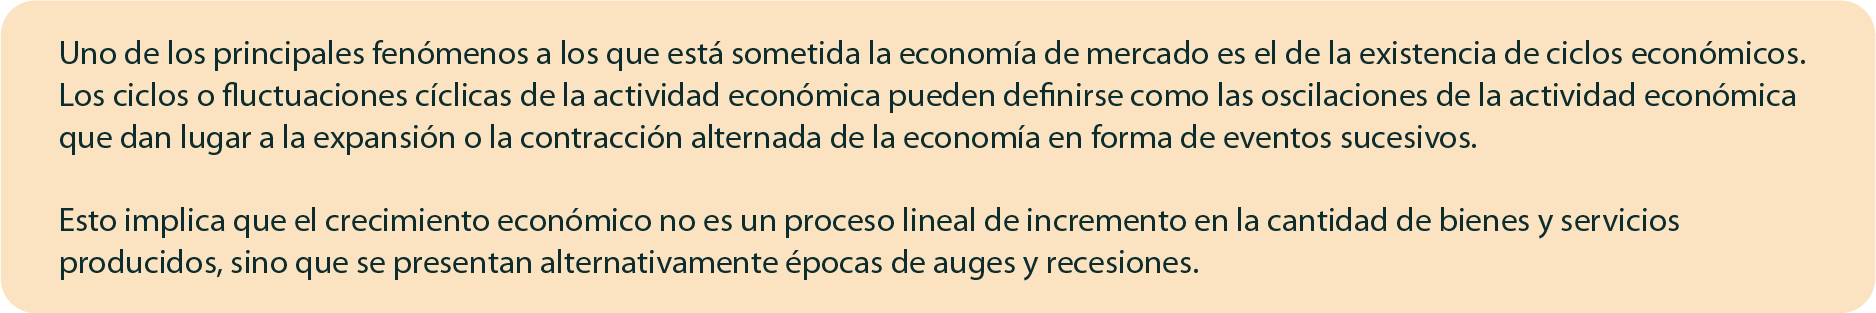 Uno de los principales fenómenos a los que está sometida la economía de mercado es el de la existencia de ciclos económicos.
Los ciclos o fluctuaciones cíclicas de la actividad económica pueden definirse como las oscilaciones de la actividad económica
que dan lugar a la expansión o la contracción alternada de la economía en forma de eventos sucesivos.
Esto implica que el crecimiento económico no es un proceso lineal de incremento en la cantidad de bienes y servicios
producidos, sino que se presentan alternativamente épocas de auges y recesiones.